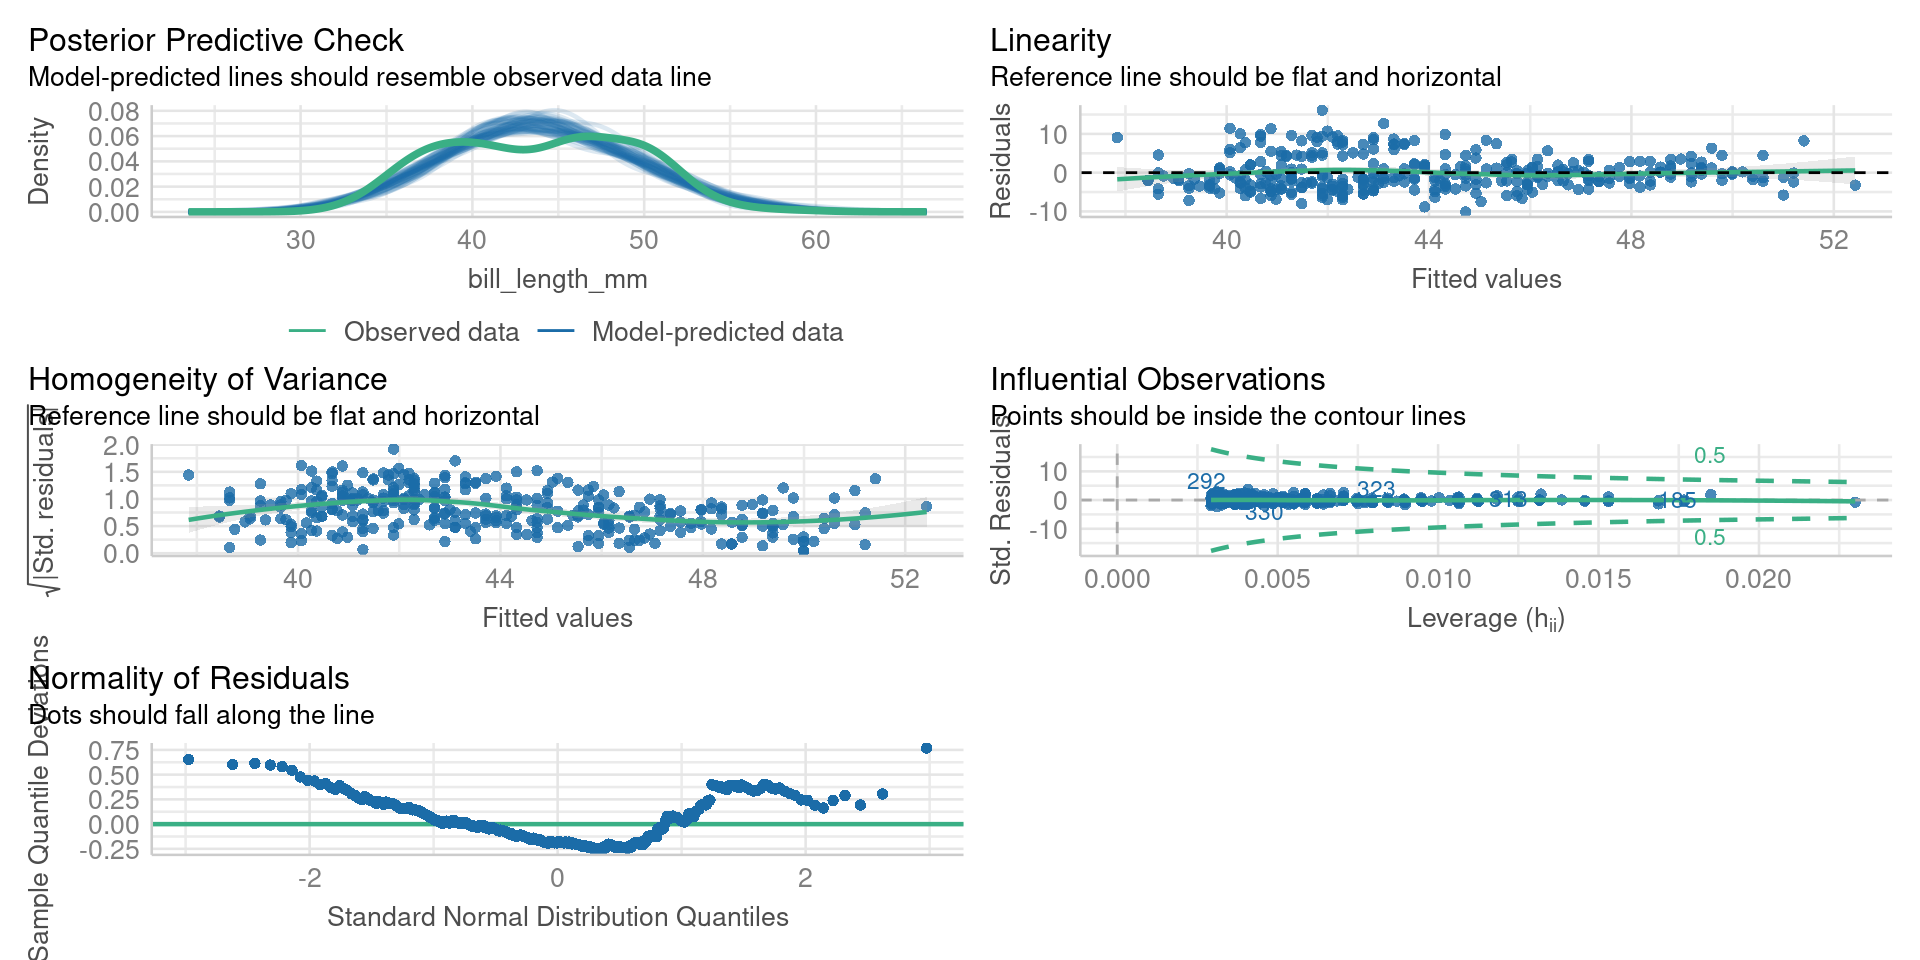 Posterior Predictive Check
Model-predicted lines should resemble observed data line
Density
0.08
0.06
0.04
0.02
0.00
30 40 50 60
bill_length_mm
Observed data Model-predicted data
Linearity
Reference line should be flat and horizontal
Residuals
10
0
-10
40 44 48 52
Fitted values
Homogeneity of Variance
Reference line should be flat and horizontal
√|Std. residuals|
2.0
1.5
1.0
0.5
0.0
40 44 48 52
Fitted values
Influential Observations
Points should be inside the contour lines
Std. Residuals
10
0
-10
0.5
292
323
318
185
330
0.5
0.000 0.005 0.010 0.015 0.020
Leverage (hii)
Normality of Residuals
Dots should fall along the line
Sample Quantile Deviations
0.75
0.50
0.25
0.00
-0.25
-2 0 2
Standard Normal Distribution Quantiles